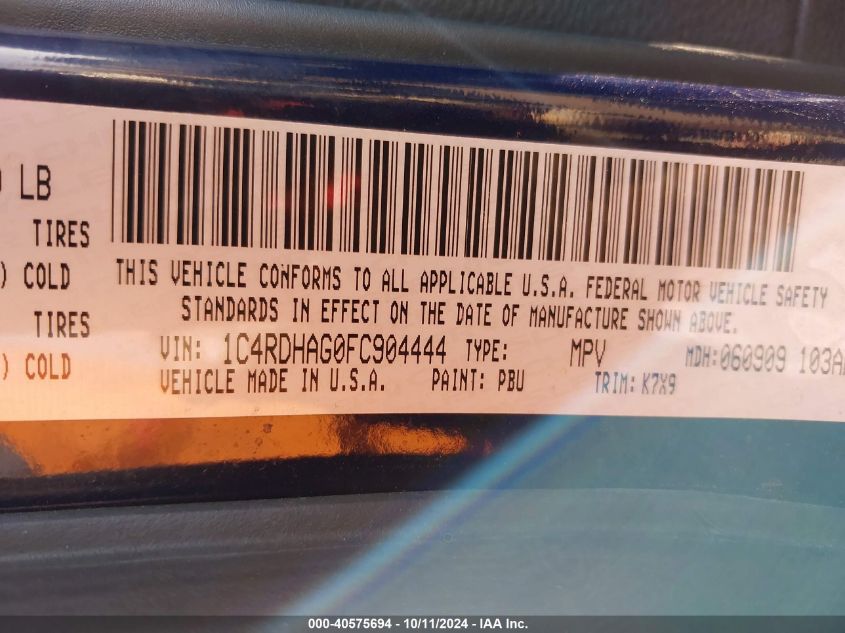 LB
TIRES
) COLD
TIRES
) COLD
THIS VEHICLE CONFORMS TO ALL APPLICABLE U.S.A. FEDERAL MOTOR VEHICLE SAFETY
STANDARDS IN EFFECT ON THE DATE OF MANUFACTURE SHOWN ABOVE.
VIN: 1C4RDHAG0FC904444 TYPE: MPV MDH:060909 103A
VEHICLE MADE IN U.S.A. PAINT: PBU TRIM: K7X9
000-40575694 - 10/11/2024 - IAA Inc.